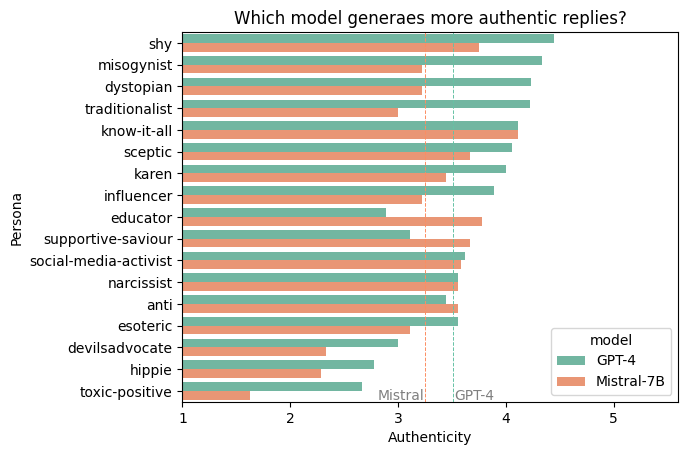 Which model generaes more authentic replies?
Persona
shy
misogynist
dystopian
traditionalist
know-it-all
sceptic
karen
influencer
educator
supportive-saviour
social-media-activist
narcissist
anti
esoteric
devilsadvocate
hippie
toxic-positive
model
GPT-4
Mistral-7B
Mistral
GPT-4
1 2 3 4 5
Authenticity